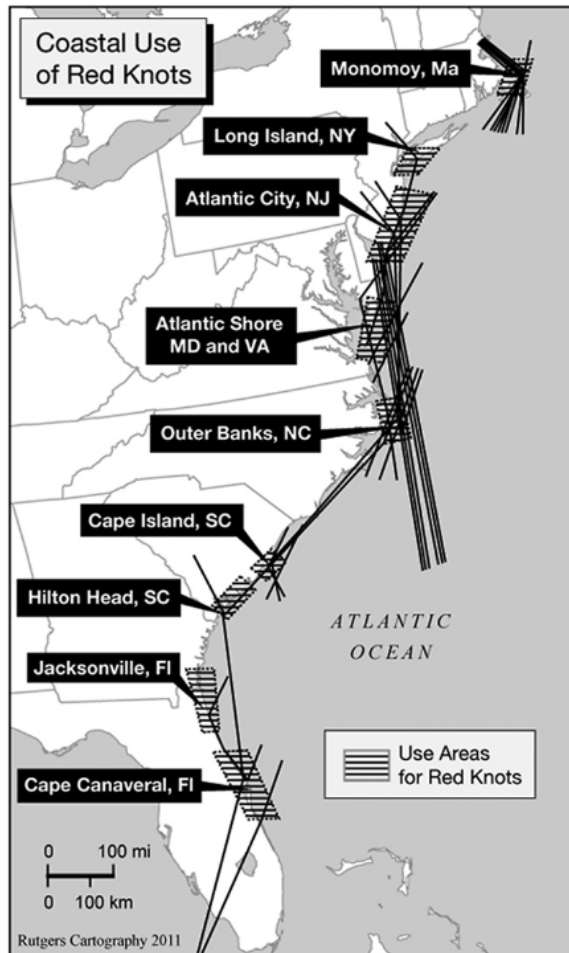 Coastal Use
of Red Knots
Monomoy, Ma
Long Island, NY
Atlantic City, NJ
Atlantic Shore
MD and VA
Outer Banks, NC
Cape Island, SC
Hilton Head, SC
ATLANTIC
OCEAN
Jacksonville, Fl
Use Areas
for Red Knots
Cape Canaveral, Fl
0 100 mi
0 100 km
Rutgers Cartography 2011